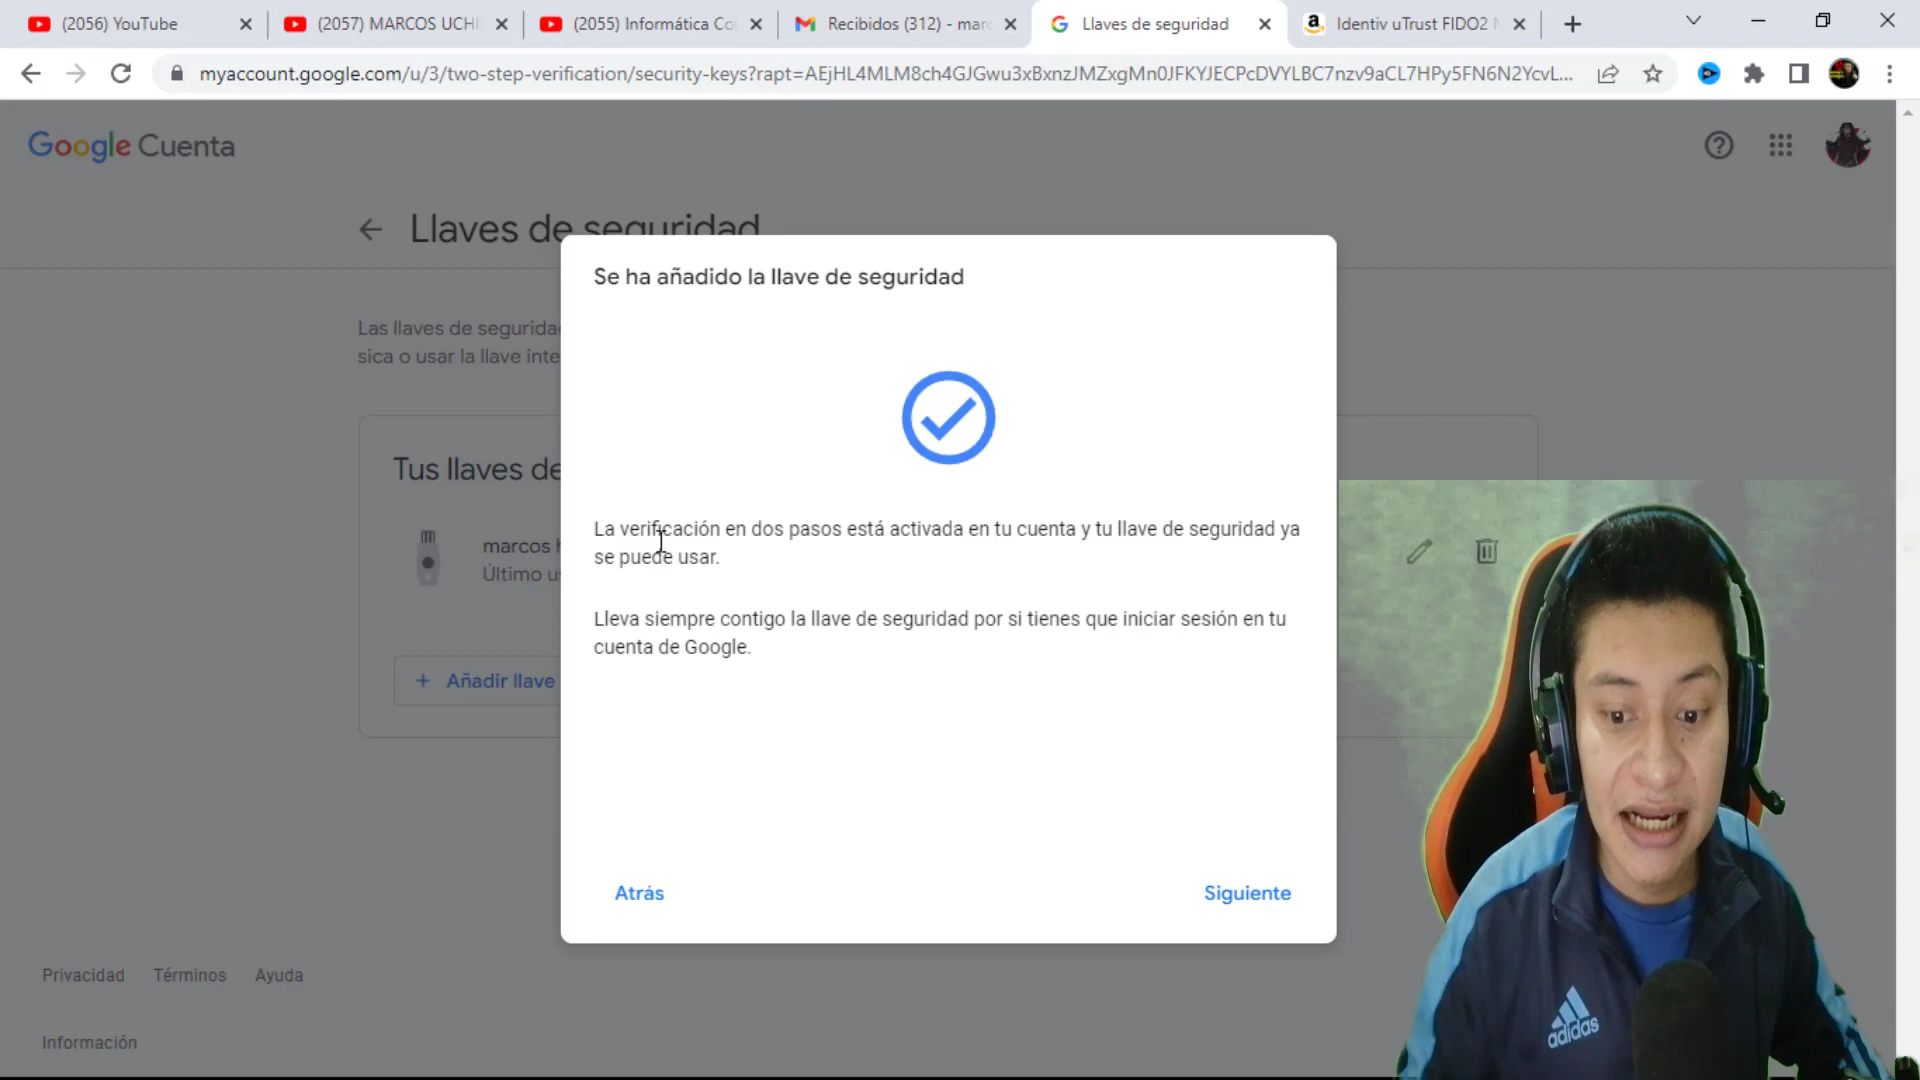 (2056) YouTube
(2057) MARCOS UCHI
(2055) Informática Co
Recibidos (312) - marc
Llaves de seguridad
Identiv uTrust FIDO2
myaccount.google.com/u/3/two-step-verification/security-keys?rapt=AEjHL4MLM8ch4GJGwu3xBxnzJMZxgMn0JFKYJECPcDVYLBC7nzv9aCL7HPy5FN6N2YcvL...
Google Cuenta
Llaves de seguridad
Las llaves de segurida
sica o usar la llave inte
Tus llaves de
marcos
Último u
+ Añadir llave
Se ha añadido la llave de seguridad
La verificación en dos pasos está activada en tu cuenta y tu llave de seguridad ya
se puede usar.
Lleva siempre contigo la llave de seguridad por si tienes que iniciar sesión en tu
cuenta de Google.
Atrás
Siguiente
Privacidad
Términos
Ayuda
Información
adidas